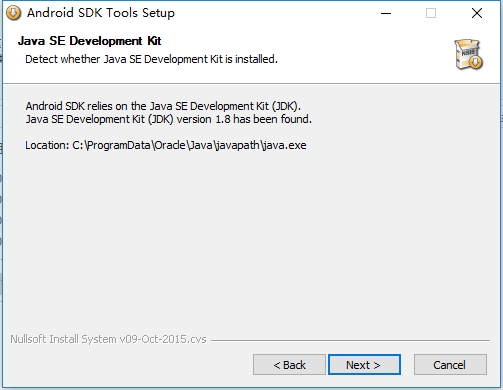 Android SDK Tools Setup
Java SE Development Kit
Detect whether Java SE Development Kit is installed.
Android SDK relies on the Java SE Development Kit (JDK).
Java SE Development Kit (JDK) version 1.8 has been found.
Location: C:\ProgramData\Oracle\Java\javapath\java.exe
Nullsoft Install System v09-Oct-2015.cvs
< Back
Next >
Cancel